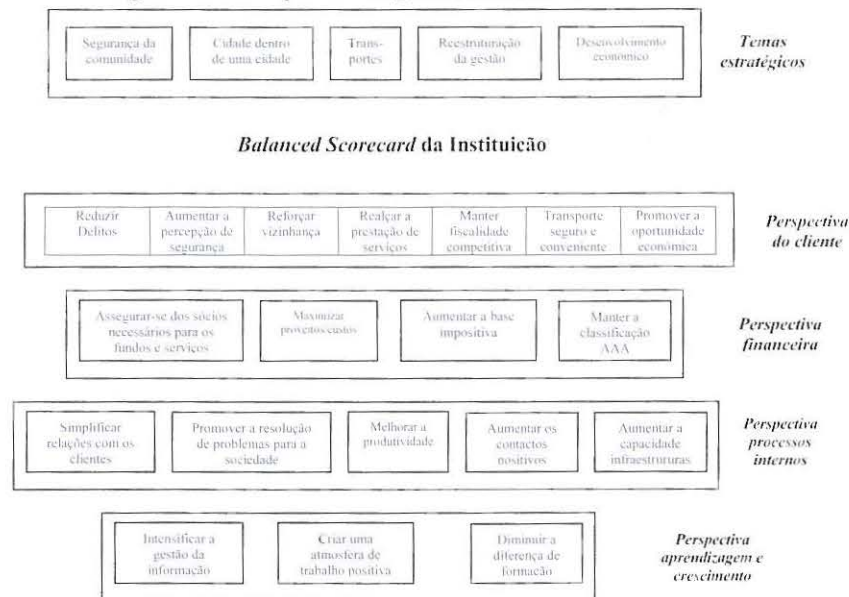 Segurança da
comunidade
Cidade dentro
de uma cidade
Trans-
portes
Reestruturação
da gestão
Desenvolvimento
económico
Temas
estratégicos
Balanced Scorecard da Instituição
Reduzir
Delitos
Aumentar a
percepção de
segurança
Reforçar
vizinhança
Realçar a
prestação de
serviços
Manter
fiscalidade
competitiva
Transporte
seguro e
conveniente
Promover a
oportunidade
económica
Perspectiva
do cliente
Assegurar-se dos sócios
necessários para os
fundos e serviços
Maximizar
proveitos custos
Aumentar a base
impositiva
Manter a
classificação
AAA
Perspectiva
financeira
Simplificar
relações com os
clientes
Promover a resolução
de problemas para a
sociedade
Melhorar a
produtividade
Aumentar os
contactos
positivos
Aumentar a
capacidade
infraestruturas
Perspectiva
processos
internos
Intensificar a
gestão da
informação
Criar uma
atmosfera de
trabalho positiva
Diminuir a
diferença de
formação
Perspectiva
aprendizagem e
crescimento